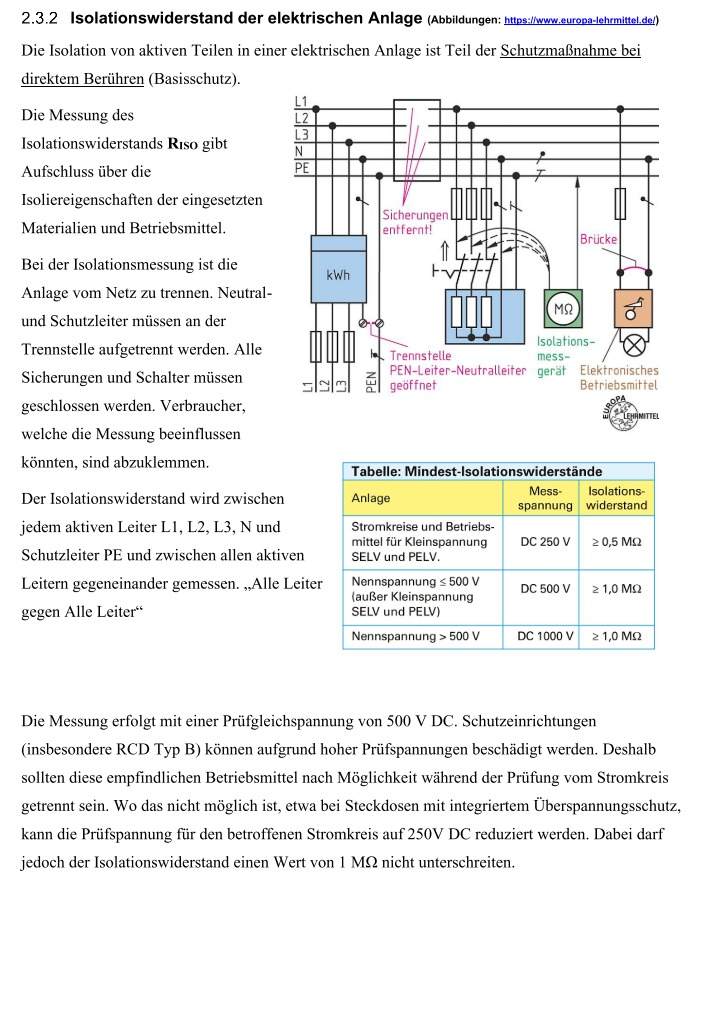 2.3.2 Isolationswiderstand der elektrischen Anlage (Abbildungen: https://www.europa-lehrmittel.de/)
Die Isolation von aktiven Teilen in einer elektrischen Anlage ist Teil der Schutzmaßnahme bei
direktem Berühren (Basisschutz).
Die Messung des
Isolationswiderstands RISO gibt
Aufschluss über die
Isoliereigenschaften der eingesetzten
Materialien und Betriebsmittel.
Bei der Isolationsmessung ist die
Anlage vom Netz zu trennen. Neutral-
und Schutzleiter müssen an der
Trennstelle aufgetrennt werden. Alle
Sicherungen und Schalter müssen
geschlossen werden. Verbraucher,
welche die Messung beeinflussen
könnten, sind abzuklemmen.
Der Isolationswiderstand wird zwischen
jedem aktiven Leiter L1, L2, L3, N und
Schutzleiter PE und zwischen allen aktiven
Leitern gegeneinander gemessen. „Alle Leiter
gegen Alle Leiter“
L1
L2
L3
N
PE
Sicherungen
entfernt!
Brücke
kWh
MΩ
Trennstelle
PEN-Leiter-Neutralleiter
geöffnet
Isolations-
mess-
gerät
Elektronisches
Betriebsmittel
L1
L2
L3
PEN
EUROPA
LEHRMITTEL
Tabelle: Mindest-Isolationswiderstände
Anlage
Mess-
spannung
Isolations-
widerstand
Stromkreise und Betriebs-
mittel für Kleinspannung
SELV und PELV.
DC 250 V
≥ 0,5 MΩ
Nennspannung ≤ 500 V
(außer Kleinspannung
SELV und PELV)
DC 500 V
≥ 1,0 MΩ
Nennspannung > 500 V
DC 1000 V
≥ 1,0 MΩ
Die Messung erfolgt mit einer Prüfgleichspannung von 500 V DC. Schutzeinrichtungen
(insbesondere RCD Typ B) können aufgrund hoher Prüfspannungen beschädigt werden. Deshalb
sollten diese empfindlichen Betriebsmittel nach Möglichkeit während der Prüfung vom Stromkreis
getrennt sein. Wo das nicht möglich ist, etwa bei Steckdosen mit integriertem Überspannungsschutz,
kann die Prüfspannung für den betroffenen Stromkreis auf 250V DC reduziert werden. Dabei darf
jedoch der Isolationswiderstand einen Wert von 1 MΩ nicht unterschreiten.